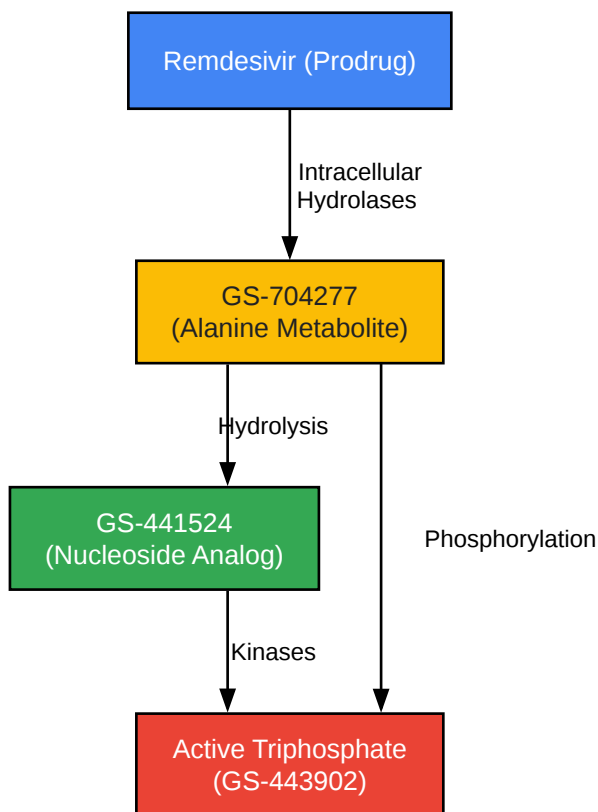 Remdesivir (Prodrug)
Intracellular
Hydrolases
GS-704277
(Alanine Metabolite)
Hydrolysis
GS-441524
(Nucleoside Analog)
Phosphorylation
Kinases
Active Triphosphate
(GS-443902)